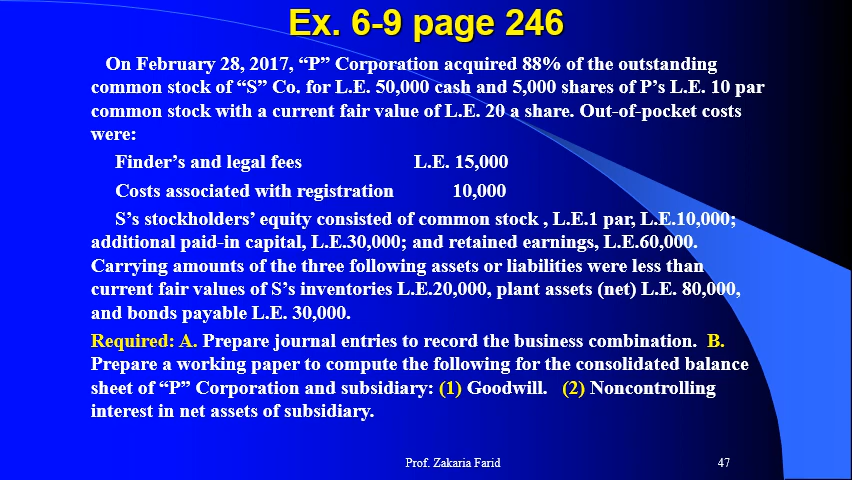 Ex. 6-9 page 246
On February 28, 2017, “P” Corporation acquired 88% of the outstanding
common stock of “S” Co. for L.E. 50,000 cash and 5,000 shares of P’s L.E. 10 par
common stock with a current fair value of L.E. 20 a share. Out-of-pocket costs
were:
Finder’s and legal fees L.E. 15,000
Costs associated with registration 10,000
S’s stockholders’ equity consisted of common stock , L.E.1 par, L.E.10,000;
additional paid-in capital, L.E.30,000; and retained earnings, L.E.60,000.
Carrying amounts of the three following assets or liabilities were less than
current fair values of S’s inventories L.E.20,000, plant assets (net) L.E. 80,000,
and bonds payable L.E. 30,000.
Required: A. Prepare journal entries to record the business combination. B.
Prepare a working paper to compute the following for the consolidated balance
sheet of “P” Corporation and subsidiary: (1) Goodwill. (2) Noncontrolling
interest in net assets of subsidiary.
Prof. Zakaria Farid 47